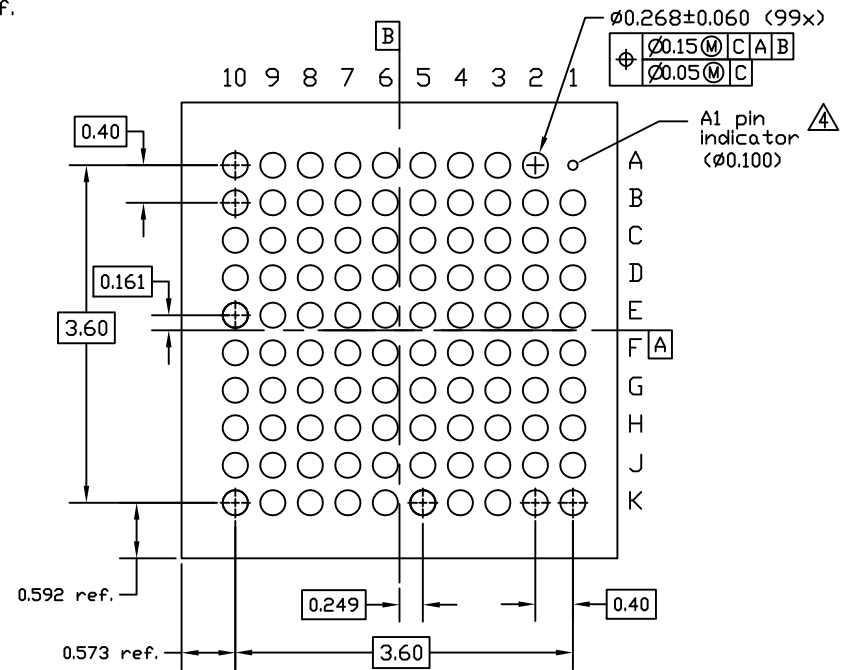 f.
B
Ø0.268±0.060 (99x)
⌖ Ø0.15Ⓜ C A B
Ø0.05Ⓜ C
10 9 8 7 6 5 4 3 2 1
0.40
A1 pin
indicator
(Ø0.100)
4
A
B
C
D
0.161
E
3.60
F
A
G
H
J
K
0.592 ref.
0.249
0.40
0.573 ref.
3.60